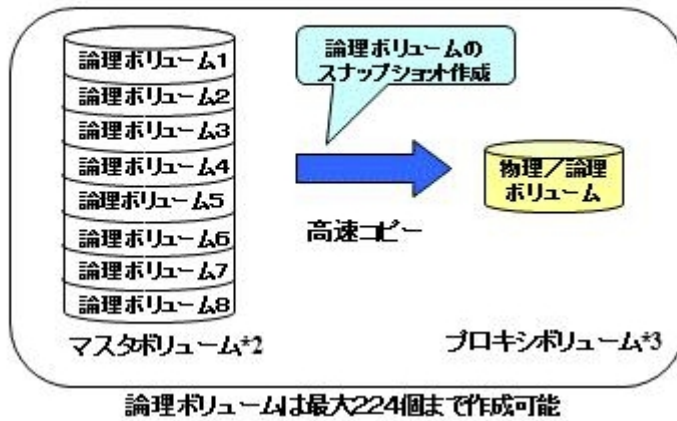 論理ボリューム1
論理ボリューム2
論理ボリューム3
論理ボリューム4
論理ボリューム5
論理ボリューム6
論理ボリューム7
論理ボリューム8
マスタボリューム*2
論理ボリュームの
スナップショット作成
高速コピー
物理／論理
ボリューム
プロキシボリューム*3
論理ボリュームは最大224個まで作成可能